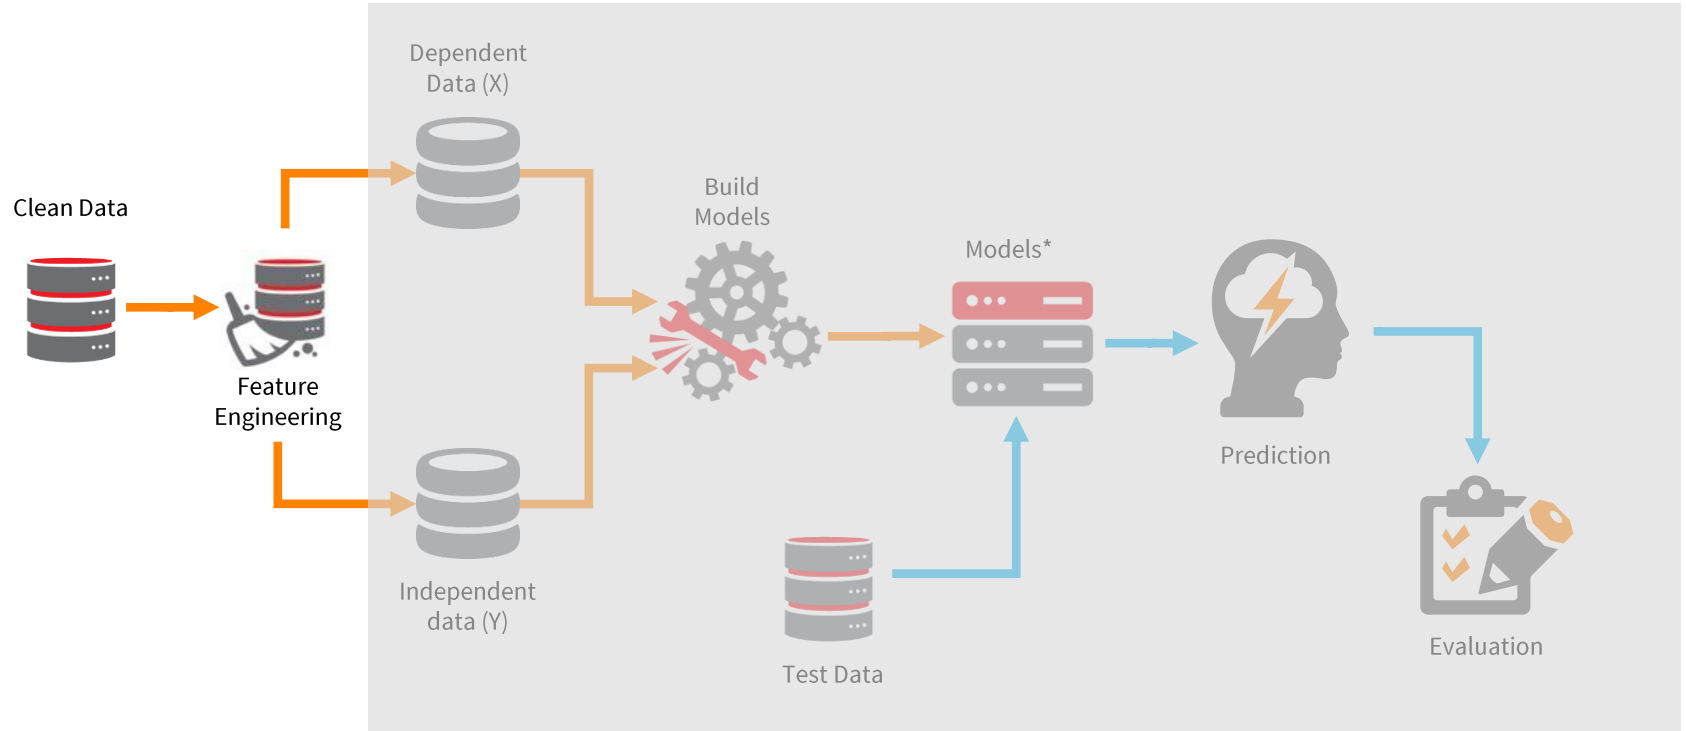 Dependent
Data (X)
Clean Data
Build
Models
Models*
Feature
Engineering
Prediction
Independent
data (Y)
Test Data
Evaluation